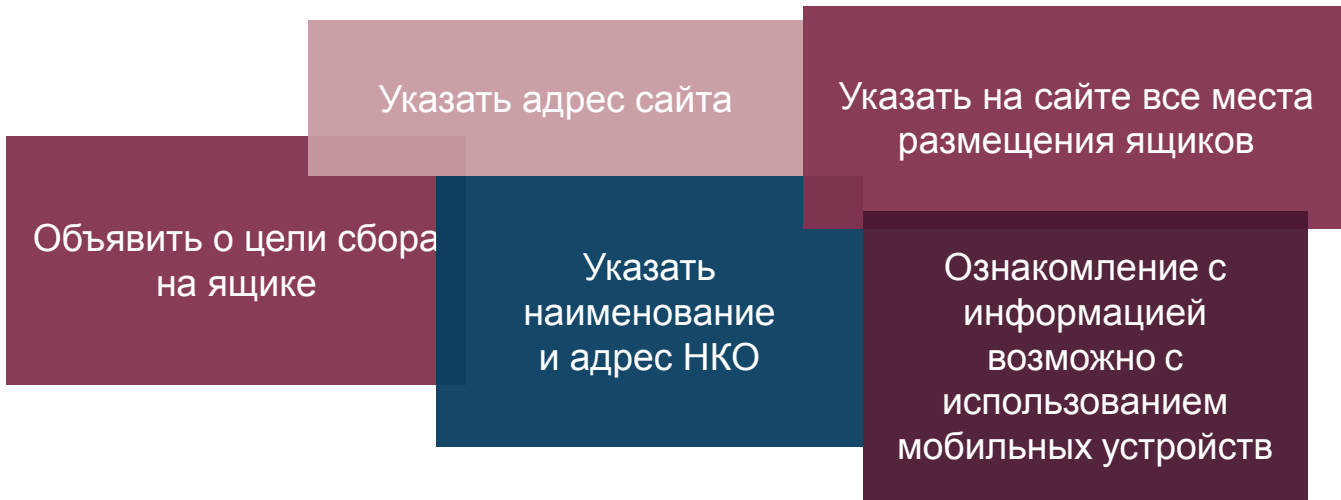 Указать адрес сайта
Указать на сайте все места
размещения ящиков
Объявить о цели сбора
на ящике
Указать
наименование
и адрес НКО
Ознакомление с
информацией
возможно с
использованием
мобильных устройств